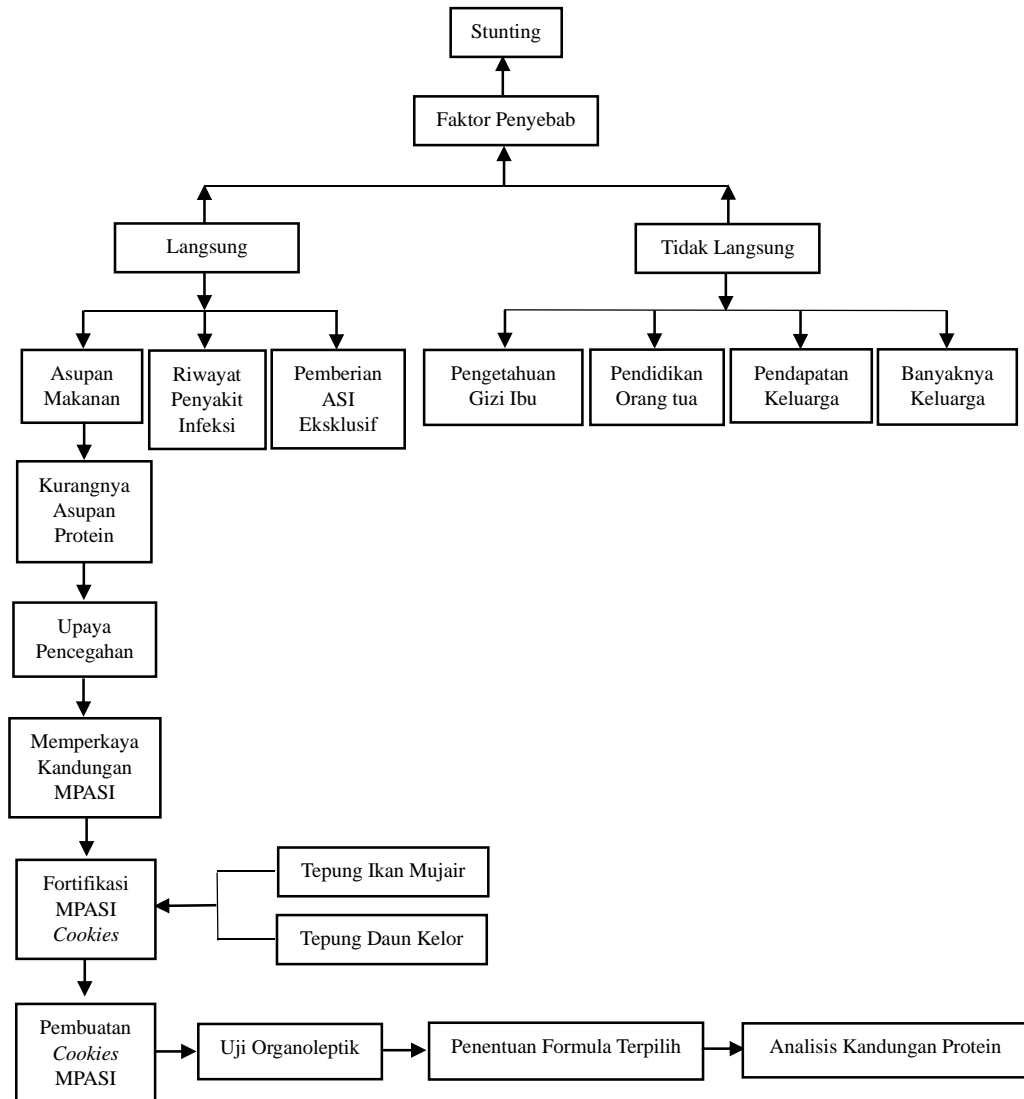 Stunting
Faktor Penyebab
Langsung
Tidak Langsung
Asupan
Makanan
Riwayat
Penyakit
Infeksi
Pemberian
ASI
Eksklusif
Pengetahuan
Gizi Ibu
Pendidikan
Orang tua
Pendapatan
Keluarga
Banyaknya
Keluarga
Kurangnya
Asupan
Protein
Upaya
Pencegahan
Memperkaya
Kandungan
MPASI
Fortifikasi
MPASI
Cookies
Tepung Ikan Mujair
Tepung Daun Kelor
Pembuatan
Cookies
MPASI
Uji Organoleptik
Penentuan Formula Terpilih
Analisis Kandungan Protein